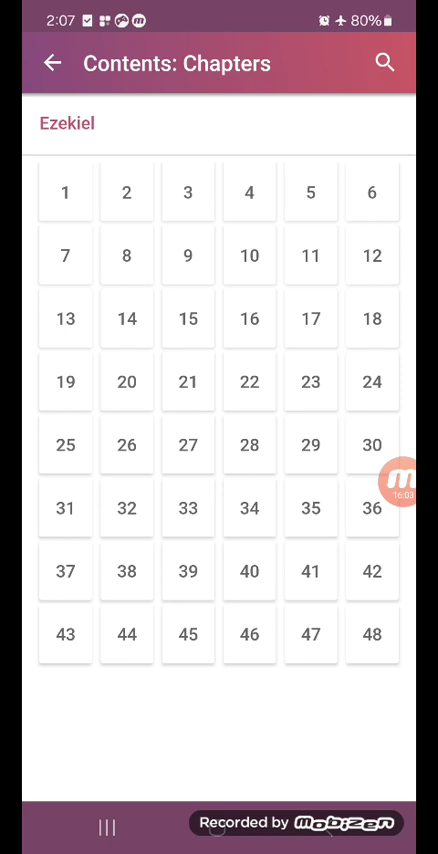 2:07 80%
Contents: Chapters
Ezekiel
1 2 3 4 5 6
7 8 9 10 11 12
13 14 15 16 17 18
19 20 21 22 23 24
25 26 27 28 29 30
31 32 33 34 35 36
16:03
37 38 39 40 41 42
43 44 45 46 47 48
Recorded by mobizen